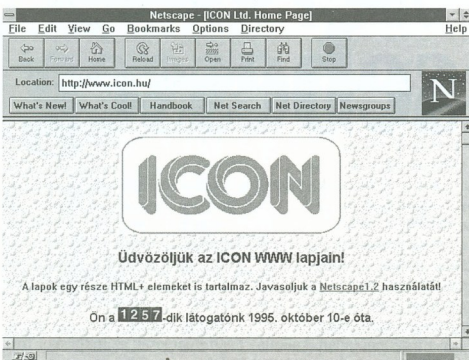 Netscape - [ICON Ltd. Home Page]
File Edit View Go Bookmarks Options Directory Help
Back Forward Home Reload Images Open Print Find Stop
Location: http://www.icon.hu/
N
What's New! What's Cool! Handbook Net Search Net Directory Newsgroups
ICON
Üdvözöljük az ICON WWW lapjain!
A lapok egy része HTML+ elemeket is tartalmaz. Javasoljuk a Netscape1.2 használatát!
Ön a 1257-dik látogatónk 1995. október 10-e óta.